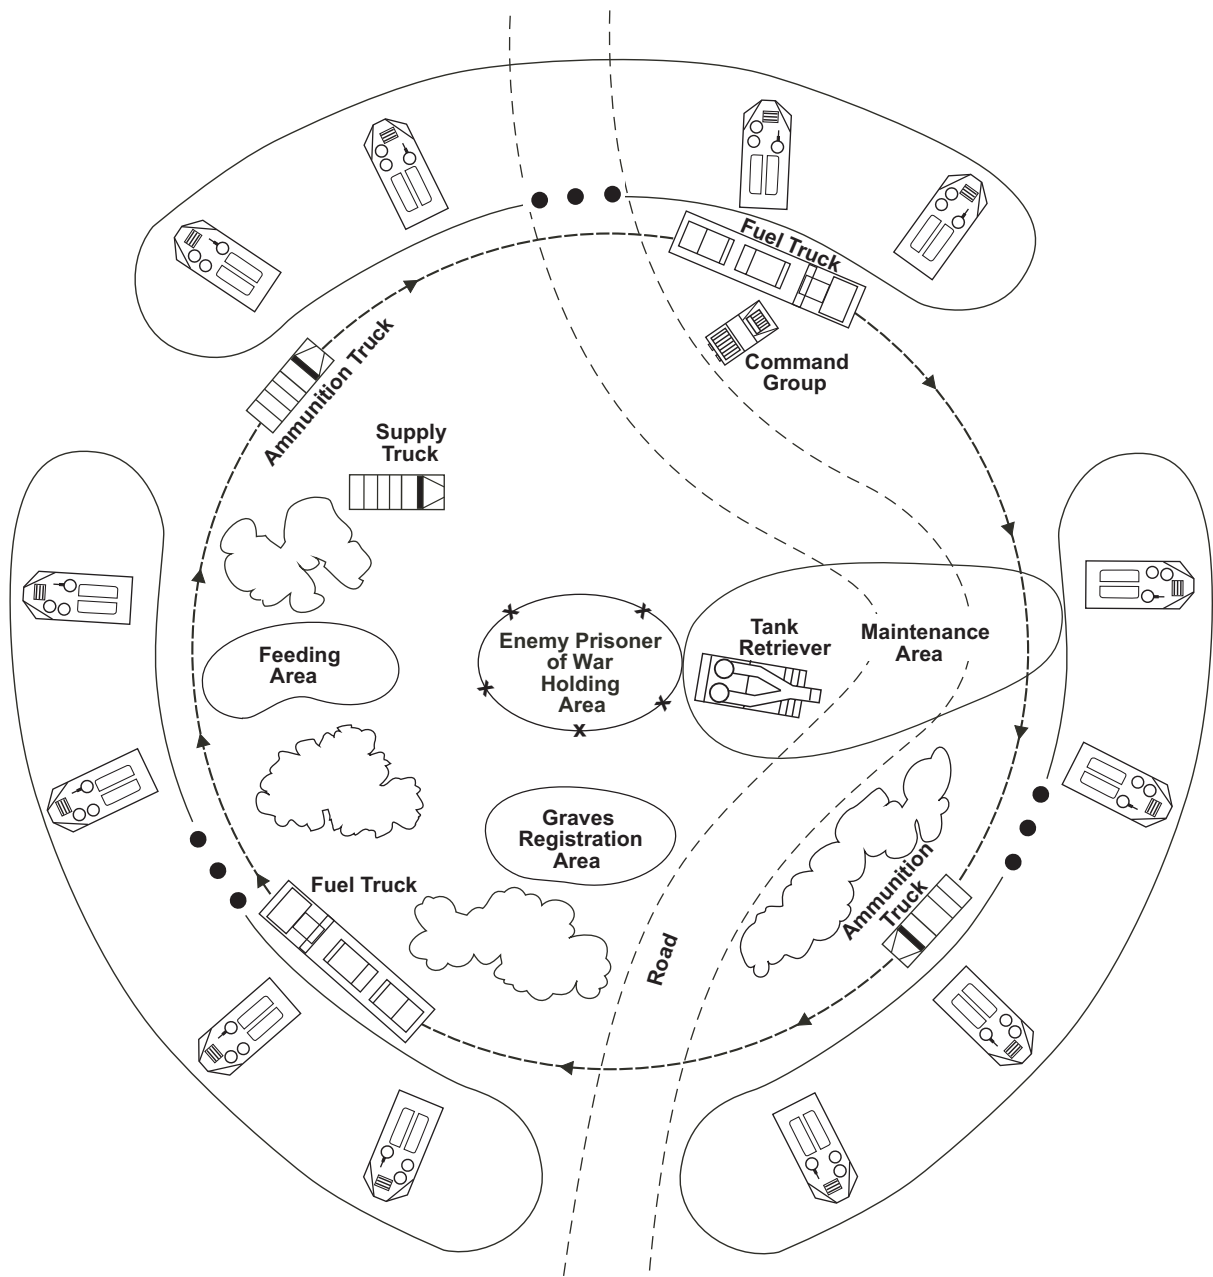 Fuel Truck
Ammunition Truck
Command
Group
Supply
Truck
Enemy Prisoner
of War
Holding
Area
Tank
Retriever
Maintenance
Area
Feeding
Area
Graves
Registration
Area
Ammunition
Truck
Fuel Truck
Road